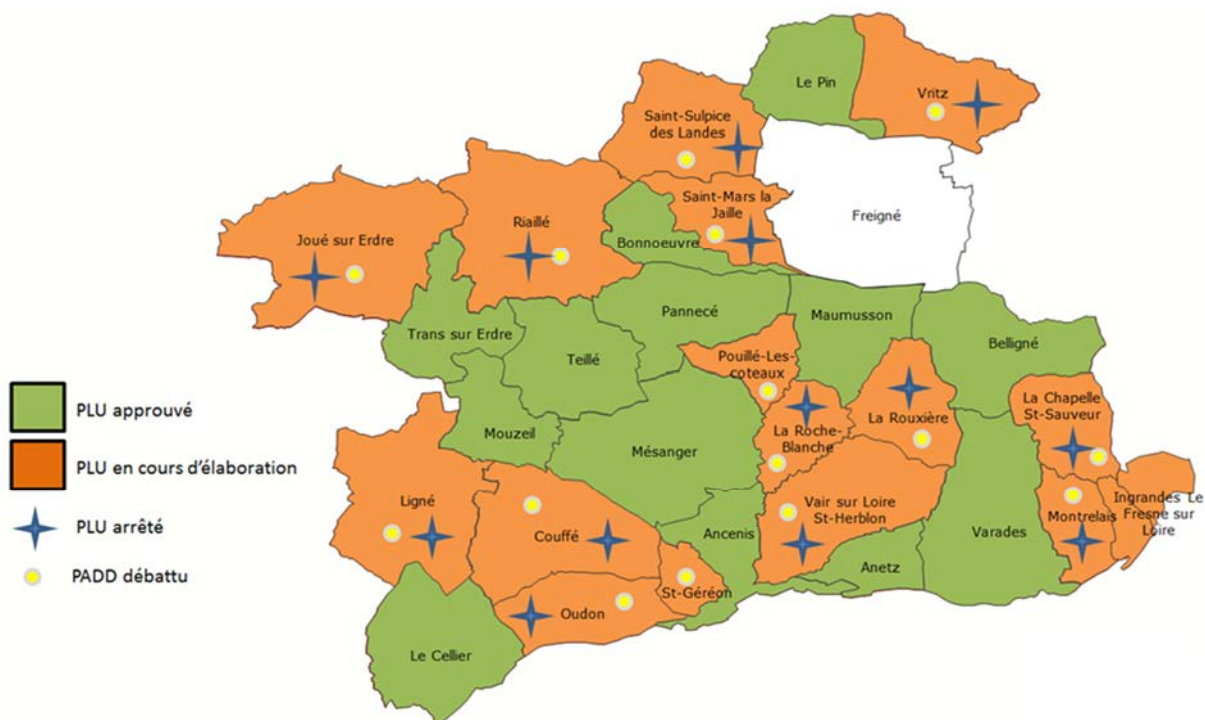 Le Pin
Vritz
Saint-Sulpice
des Landes
Saint-Mars la
Jaille
Freigné
Riaillé
Joué sur Erdre
Bonnoeuvre
Pannecé
Maumusson
Trans sur Erdre
Teillé
Belligné
Pouillé-Les-
coteaux
La Chapelle
St-Sauveur
La Rouxière
La Roche-
Blanche
Mouzeil
Mésanger
Ligné
Vair sur Loire
St-Herblon
Ingrandes Le
Fresne sur
Loire
Montrelais
Couffé
Ancenis
Varades
Anetz
St-Géréon
Oudon
Le Cellier
PLU approuvé
PLU en cours d'élaboration
PLU arrêté
PADD débattu